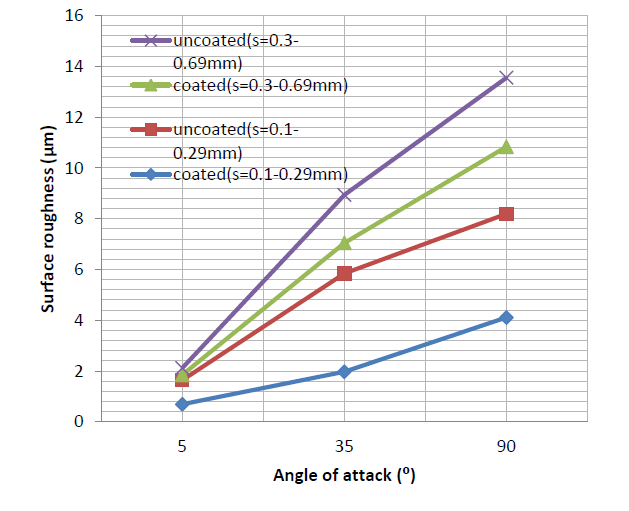 16
14
12
10
8
6
4
2
0
Surface roughness (µm)
uncoated(s=0.3-
0.69mm)
coated(s=0.3-0.69mm)
uncoated(s=0.1-
0.29mm)
coated(s=0.1-0.29mm)
5 35 90
Angle of attack (⁰)